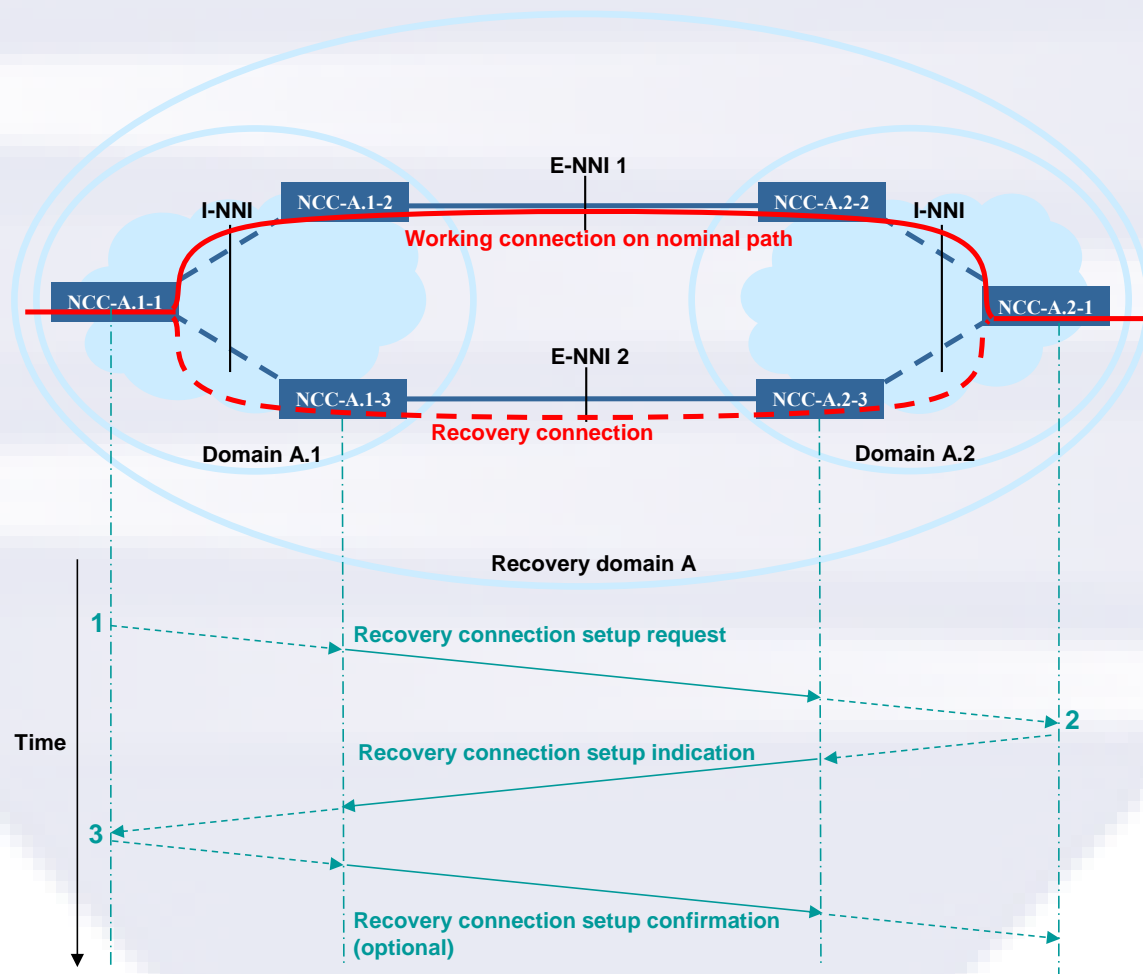 E-NNI 1
NCC-A.1-2
NCC-A.2-2
I-NNI
I-NNI
Working connection on nominal path
NCC-A.1-1
NCC-A.2-1
E-NNI 2
NCC-A.1-3
NCC-A.2-3
Recovery connection
Domain A.1
Domain A.2
Recovery domain A
1
Recovery connection setup request
2
Time
Recovery connection setup indication
3
Recovery connection setup confirmation
(optional)